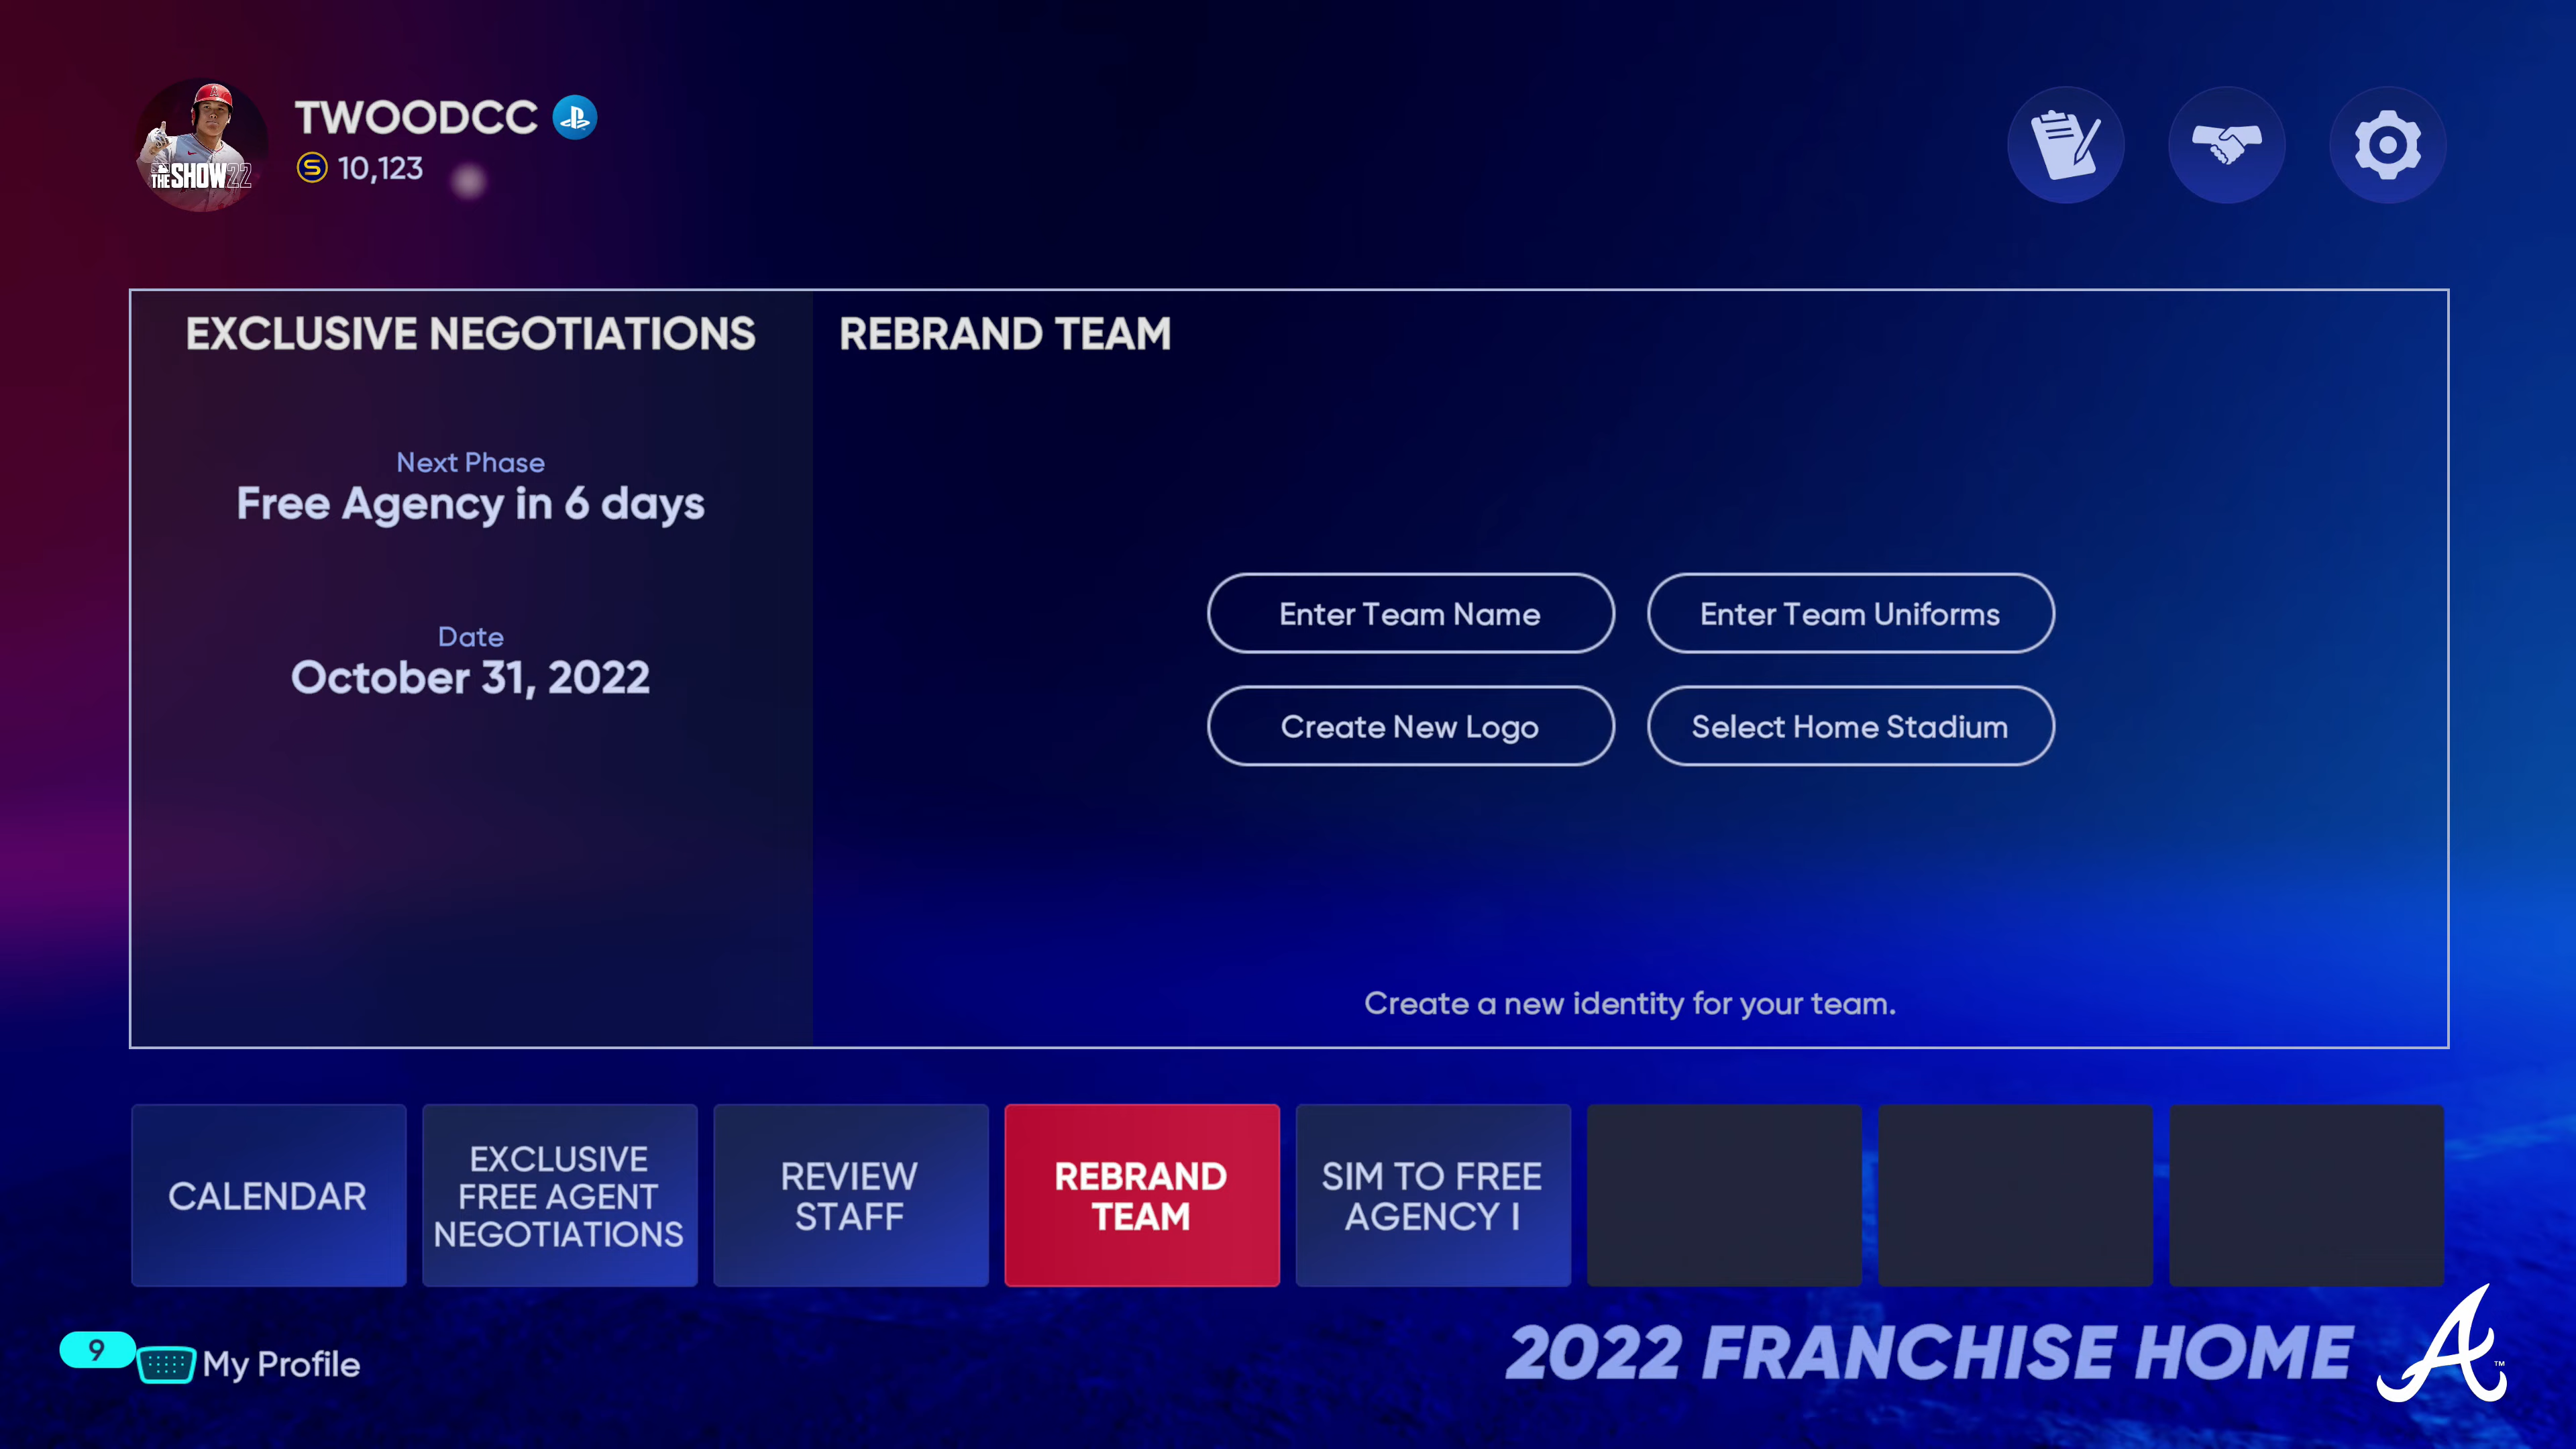 TWOODCC
10,123
THE SHOW 22
EXCLUSIVE NEGOTIATIONS
Next Phase
Free Agency in 6 days
Date
October 31, 2022
REBRAND TEAM
Enter Team Name
Enter Team Uniforms
Create New Logo
Select Home Stadium
Create a new identity for your team.
CALENDAR
EXCLUSIVE
FREE AGENT
NEGOTIATIONS
REVIEW
STAFF
REBRAND
TEAM
SIM TO FREE
AGENCY I
9
My Profile
2022 FRANCHISE HOME
A™